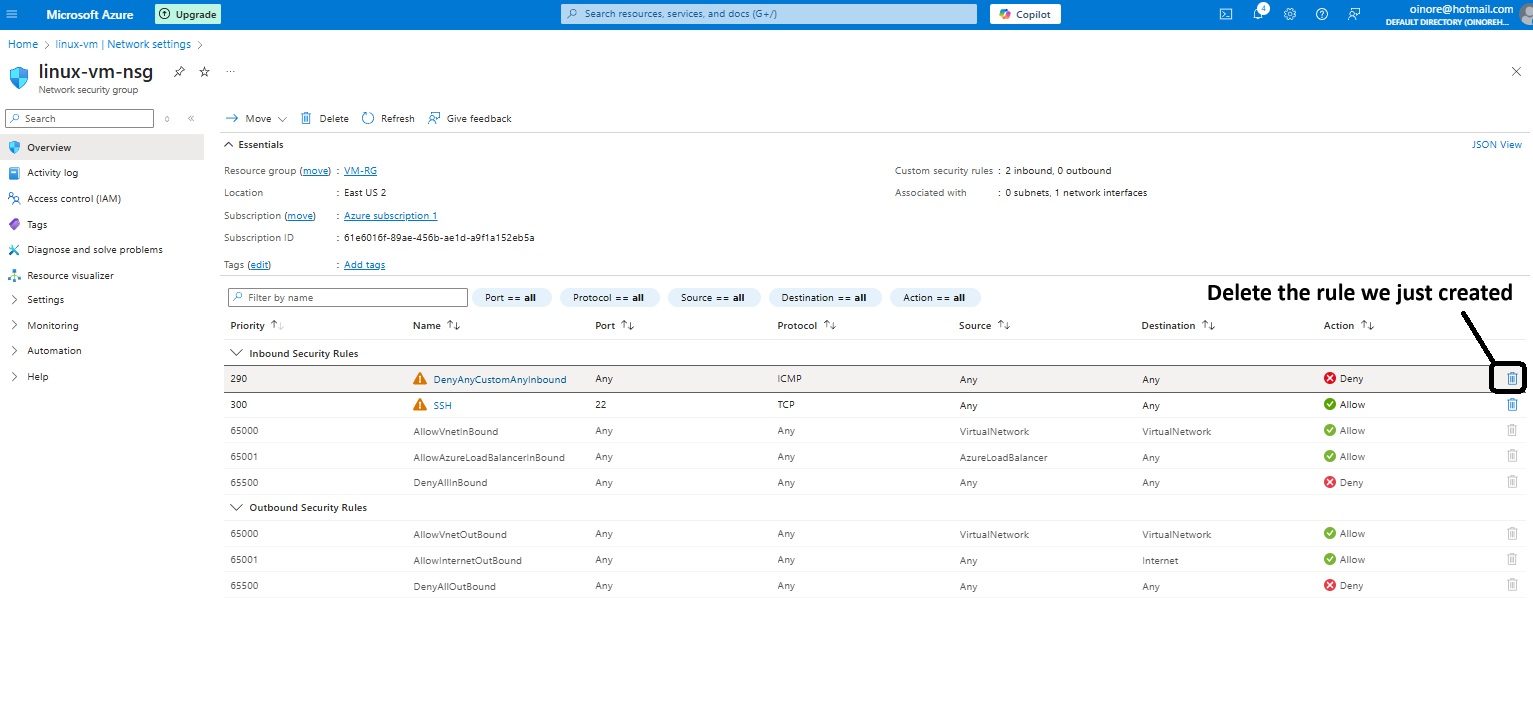 Microsoft Azure Upgrade Search resources, services, and docs (G+/) Copilot 4 oinore@hotmail.com
DEFAULT DIRECTORY (OINOREH...
Home > linux-vm | Network settings >
linux-vm-nsg ...
Network security group
Search
Move Delete Refresh Give feedback
Overview
Activity log
Access control (IAM)
Tags
Diagnose and solve problems
Resource visualizer
Settings
Monitoring
Automation
Help
Essentials JSON View
Resource group (move) : VM-RG Custom security rules : 2 inbound, 0 outbound
Location : East US 2 Associated with : 0 subnets, 1 network interfaces
Subscription (move) : Azure subscription 1
Subscription ID : 61e6016f-89ae-456b-ae1d-a9f1a152eb5a
Tags (edit) : Add tags
Filter by name Port == all Protocol == all Source == all Destination == all Action == all
Delete the rule we just created
Priority Name Port Protocol Source Destination Action
Inbound Security Rules
290 DenyAnyCustomAnyInbound Any ICMP Any Any Deny
300 SSH 22 TCP Any Any Allow
65000 AllowVnetInBound Any Any VirtualNetwork VirtualNetwork Allow
65001 AllowAzureLoadBalancerInBound Any Any AzureLoadBalancer Any Allow
65500 DenyAllInBound Any Any Any Any Deny
Outbound Security Rules
65000 AllowVnetOutBound Any Any VirtualNetwork VirtualNetwork Allow
65001 AllowInternetOutBound Any Any Any Internet Allow
65500 DenyAllOutBound Any Any Any Any Deny